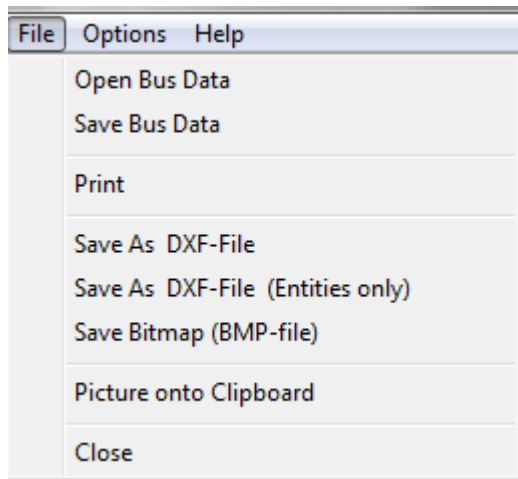 File Options Help
Open Bus Data
Save Bus Data
Print
Save As  DXF-File
Save As  DXF-File  (Entities only)
Save Bitmap (BMP-file)
Picture onto Clipboard
Close